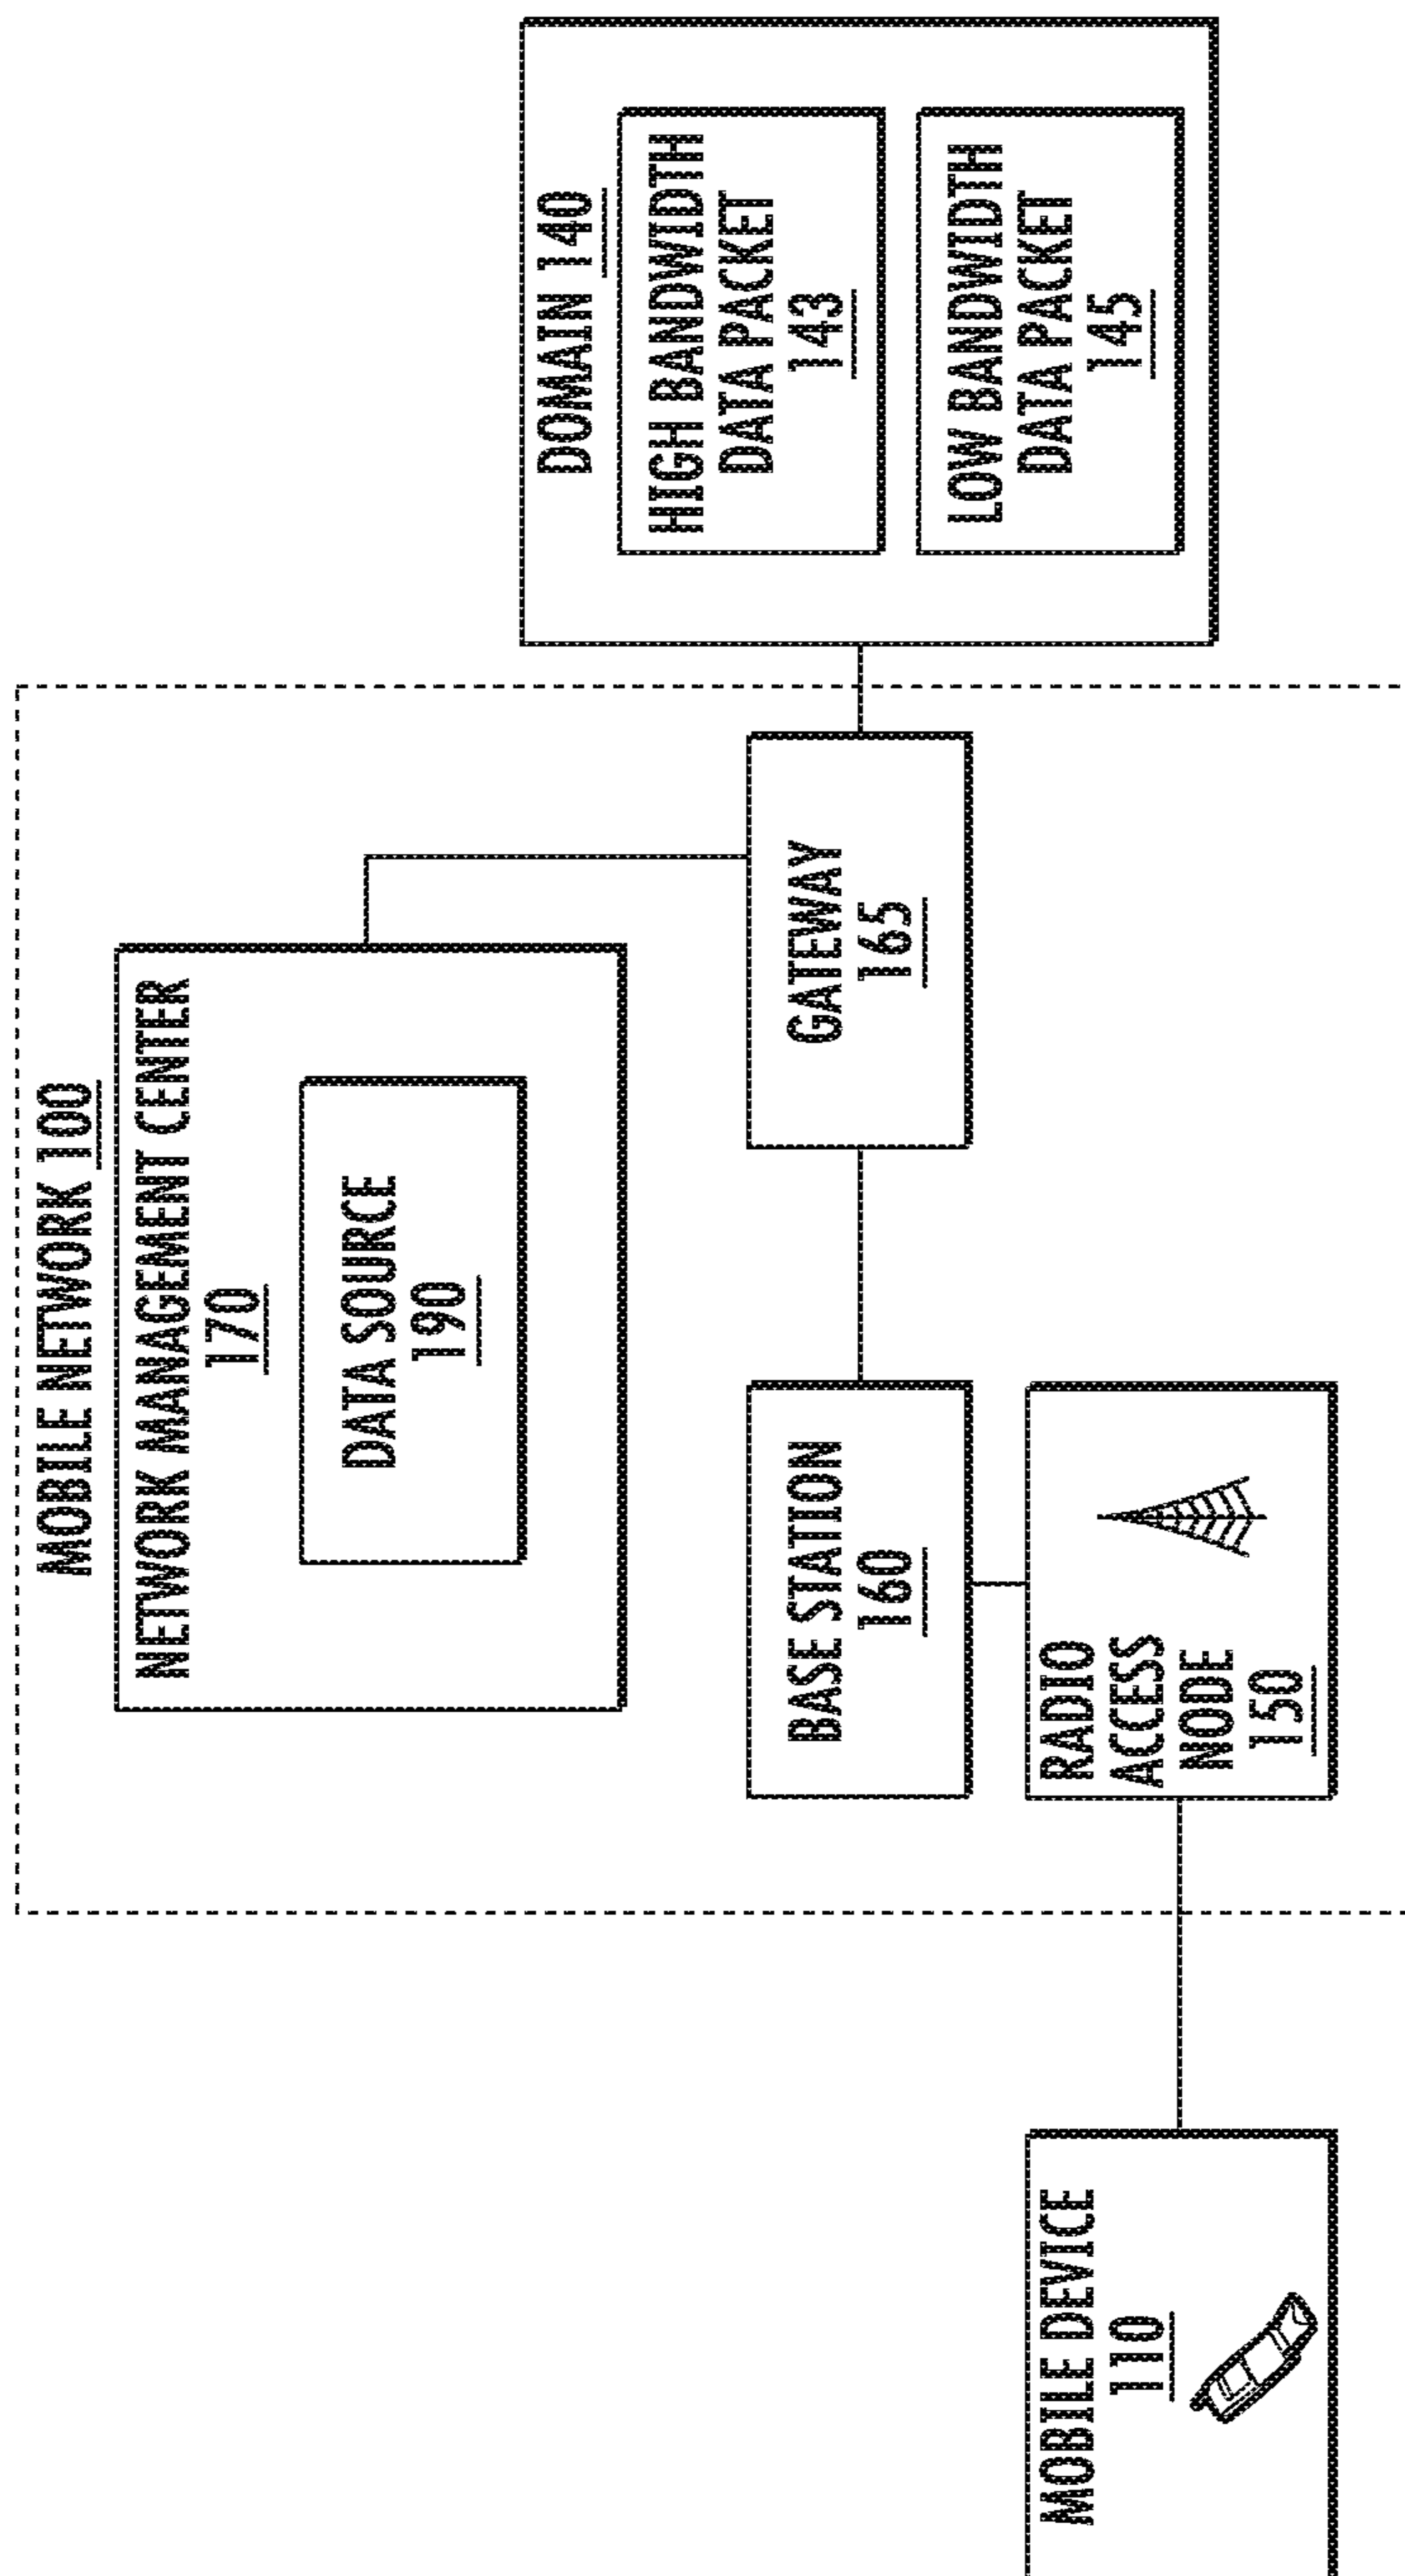 MOBILE NETWORK 100
NETWORK MANAGEMENT CENTER
170
DATA SOURCE
190
DOMAIN 140
HIGH BANDWIDTH
DATA PACKET
143
LOW BANDWIDTH
DATA PACKET
145
GATEWAY
165
BASE STATION
160
RADIO
ACCESS
NODE
150
MOBILE DEVICE
110